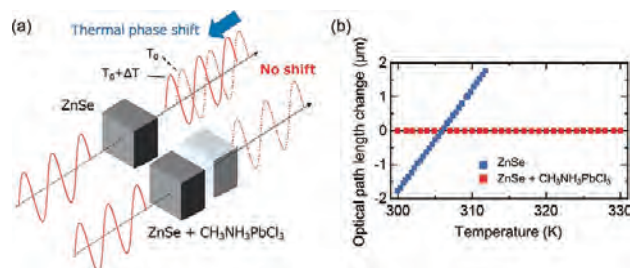 (a)
Thermal phase shift
T₀
T₀+ΔT
No shift
ZnSe
ZnSe + CH₃NH₃PbCl₃
(b)
Optical path length change (μm)
2
1
0
-1
-2
ZnSe
ZnSe + CH₃NH₃PbCl₃
300 310 320 330
Temperature (K)